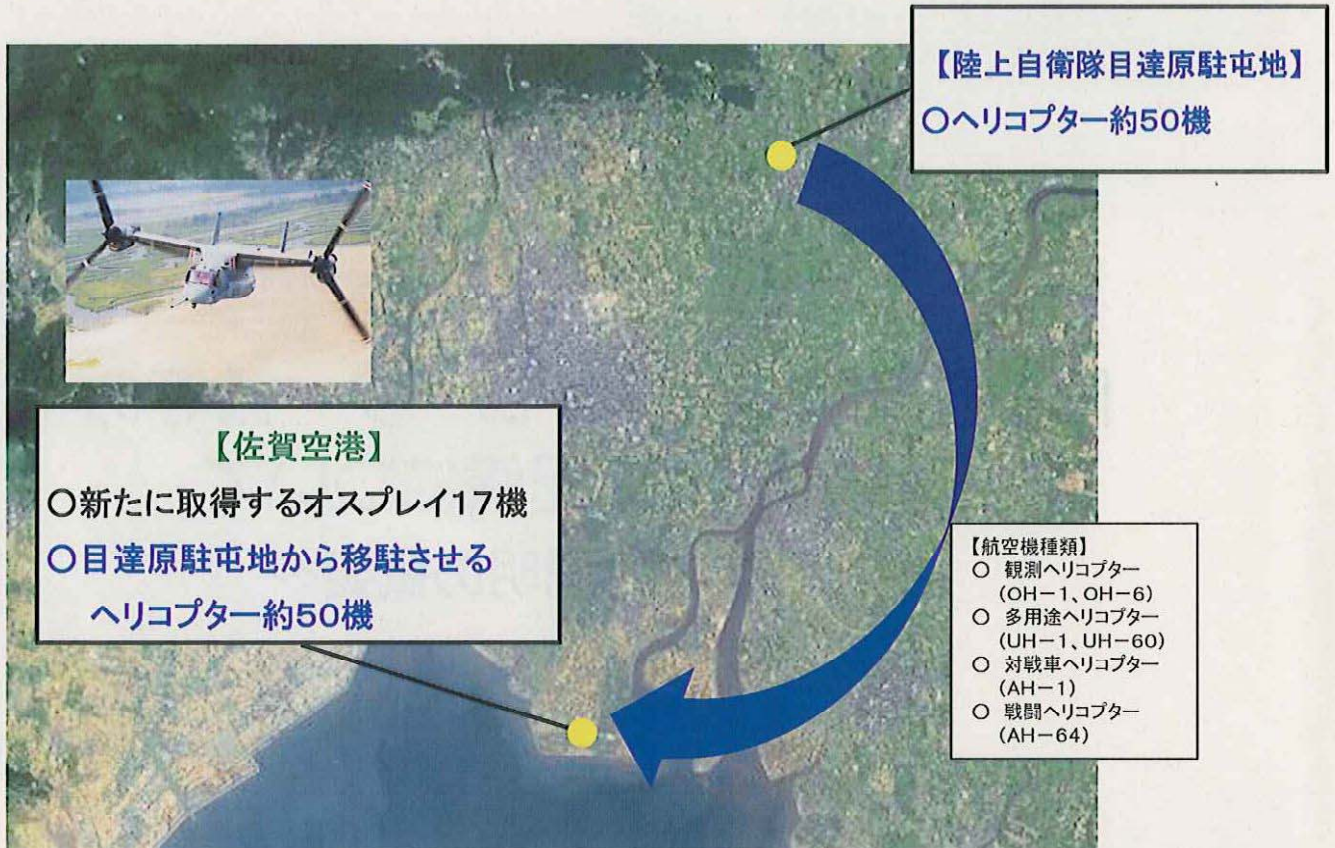 【陸上自衛隊目達原駐屯地】
○ヘリコプター約50機
【佐賀空港】
○新たに取得するオスプレイ17機
○目達原駐屯地から移駐させる
ヘリコプター約50機
【航空機種類】
○ 観測ヘリコプター
(OH-1、OH-6)
○ 多用途ヘリコプター
(UH-1、UH-60)
○ 対戦車ヘリコプター
(AH-1)
○ 戦闘ヘリコプター
(AH-64)